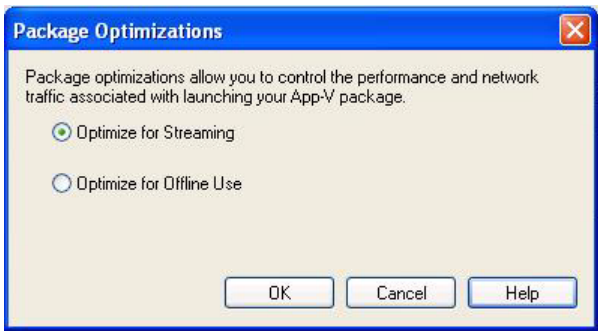 Package Optimizations
Package optimizations allow you to control the performance and network
traffic associated with launching your App-V package.
Optimize for Streaming
Optimize for Offline Use
OK Cancel Help